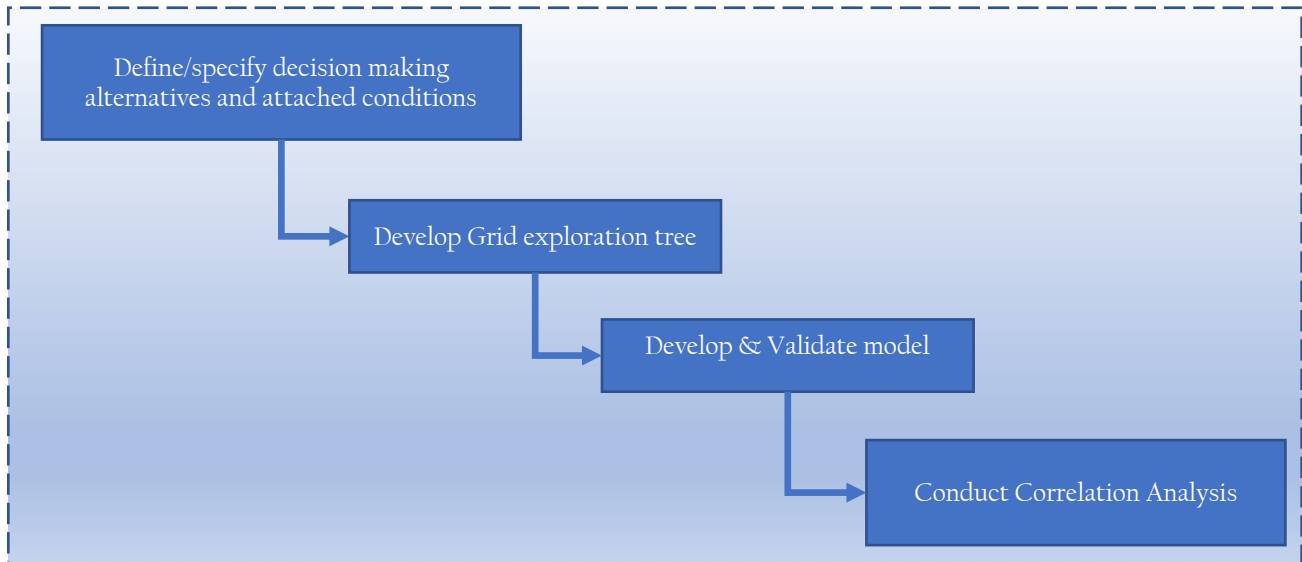 Define/specify decision making
alternatives and attached conditions
Develop Grid exploration tree
Develop & Validate model
Conduct Correlation Analysis